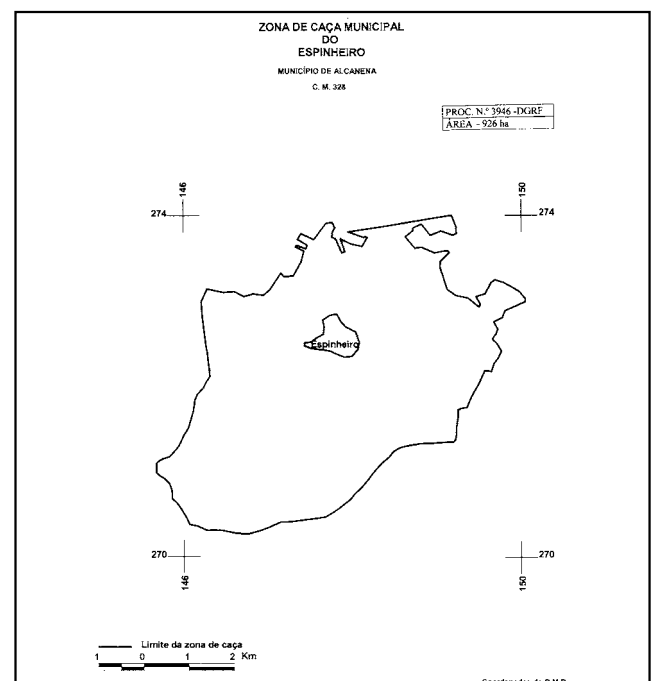 ZONA DE CAÇA MUNICIPAL
DO
ESPINHEIRO
MUNICÍPIO DE ALCANENA
C. M. 328
PROC. N.º 3946 -DGRF
ÁREA - 926 ha
146
150
274
274
Espinheiro
270
270
146
150
Limite da zona de caça
1 0 1 2 Km